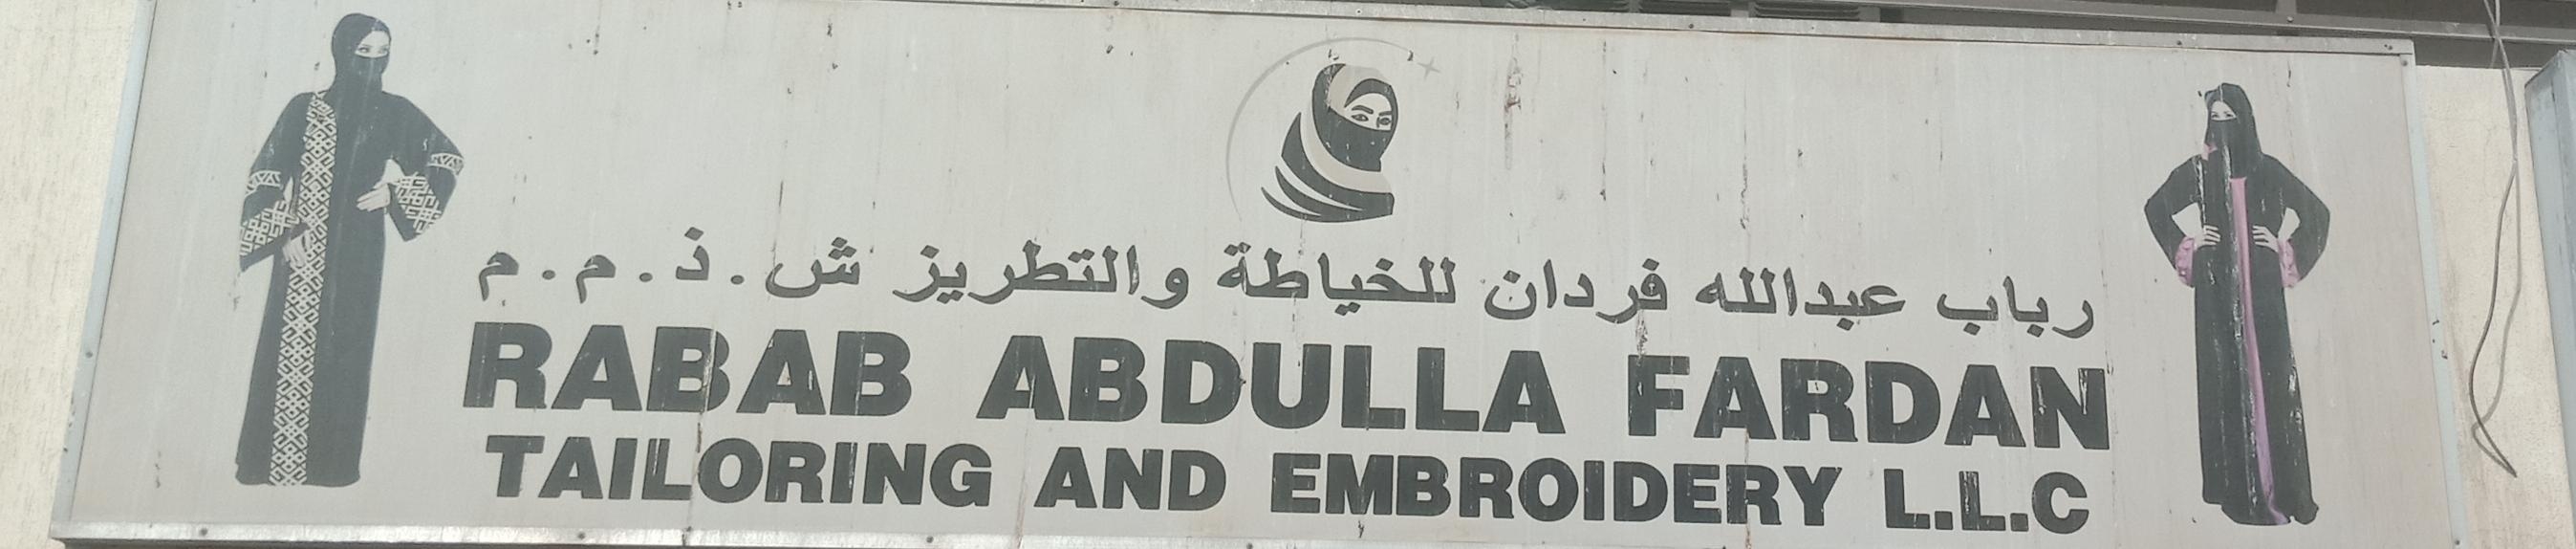 رباب عبدالله فردان للخياطة والتطريز ش.ذ.م.م
RABAB ABDULLA FARDAN
TAILORING AND EMBROIDERY L.L.C